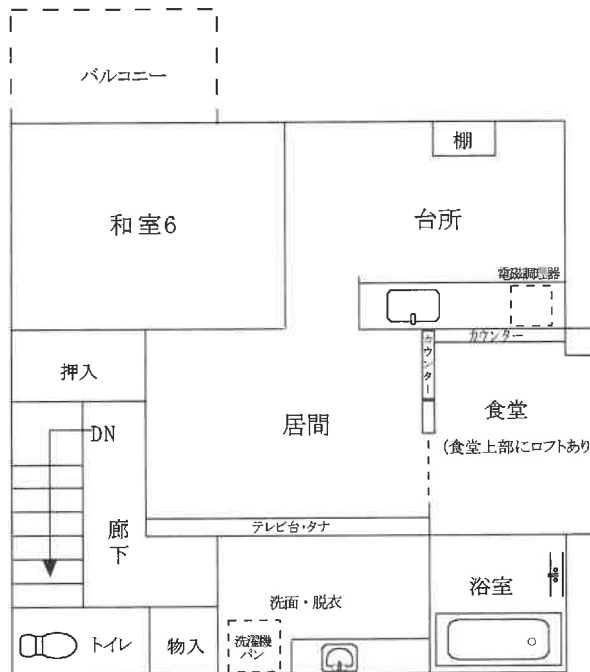 バルコニー
棚
和室6
台所
電磁調理器
カウンター
カウンター
押入
食堂
居間
(食堂上部にロフトあり
DN
テレビ台・タナ
廊下
浴室
洗面・脱衣
トイレ
物入
洗濯機
パン